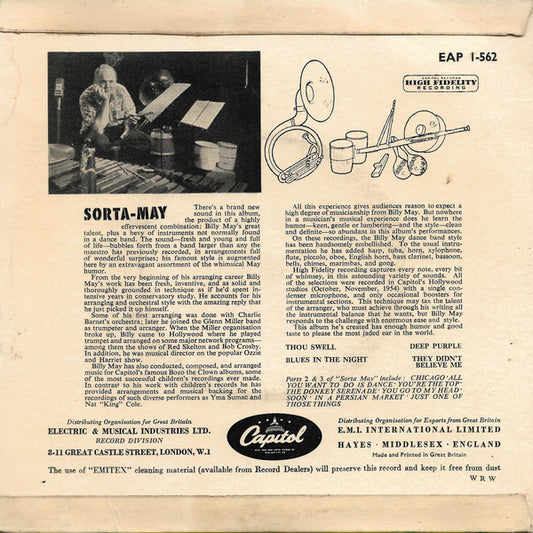 EAP 1-562
CAPITOL RECORDS
HIGH FIDELITY
RECORDING
SORTA-MAY
There's a brand new
sound in this album,
the product of a highly
effervescent combination: Billy May's great
talent, plus a bevy of instruments not normally found
in a dance band. The sound—fresh and young and full
of life—bubbles forth from a band larger than any the
maestro has previously recorded, in arrangements full
of wonderful surprises; his famous style is augmented
here by an extravagant assortment of the whimsical May
humor.
From the very beginning of his arranging career Billy
May's work has been fresh, inventive, and as solid and
thoroughly grounded in technique as if he'd spent in-
tensive years in conservatory study. He accounts for his
arranging and orchestral style with the amazing reply that
he just picked it up himself.
Some of his first arranging was done with Charlie
Barnet's orchestra; later he joined the Glenn Miller band
as trumpeter and arranger. When the Miller organisation
broke up, Billy came to Hollywood where he played
trumpet and arranged on some major network programs—
among them the shows of Red Skelton and Bob Crosby.
In addition, he was musical director on the popular Ozzie
and Harriet show.
Billy May has also conducted, composed, and arranged
music for Capitol's famous Bozo the Clown albums, some
of the most successful children's recordings ever made.
In contrast to his work with children's records he has
provided arrangements and musical backing for the
recordings of such diverse performers as Yma Sumac and
Nat "King" Cole.
All this experience gives audiences reason to expect a
high degree of musicianship from Billy May. But nowhere
in a musician's musical experience does he learn the
humor—keen, gentle or lumbering—and the style—clean
and definite—so abundant in this album's performances.
On these recordings, the Billy May dance band style
has been handsomely embellished. To the usual instru-
mentation he has added harp, tuba, horn, xylophone,
flute, piccolo, oboe, English horn, bass clarinet, bassoon,
bells, chimes, marimbas, and gong.
High Fidelity recording captures every note, every bit
of whimsey, in this infinite variety of sounds. All
of the selections were recorded in Capitol's Hollywood
studios (October, November, 1954) with a single con-
denser microphone, and only occasional boosters for
instrumental sections. This technique may tax the talent
of the arranger, who must achieve through his writing all
the instrumental balance that he wants, but Billy May
responds to the challenge with enormous ease and style.
This album he's created has enough humor and good
taste to please the most jaded ear in the world.
THOU SWELL
DEEP PURPLE
BLUES IN THE NIGHT
THEY DIDN'T
BELIEVE ME
Parts 2 & 3 of "Sorta May" include: CHICAGO · ALL
YOU WANT TO DO IS DANCE · YOU'RE THE TOP ·
THE DONKEY SERENADE · YOU GO TO MY HEAD ·
SOON · IN A PERSIAN MARKET · JUST ONE OF
THOSE THINGS
Distributing Organisation for Great Britain
ELECTRIC & MUSICAL INDUSTRIES LTD.
RECORD DIVISION
8-11 GREAT CASTLE STREET, LONDON, W.1
Capitol
Distributing Organisation for Exports from Great Britain
E.M.I. INTERNATIONAL LIMITED
HAYES · MIDDLESEX · ENGLAND
Made and Printed in Great Britain
The use of "EMITEX" cleaning material (available from Record Dealers) will preserve this record and keep it free from dust
W R W